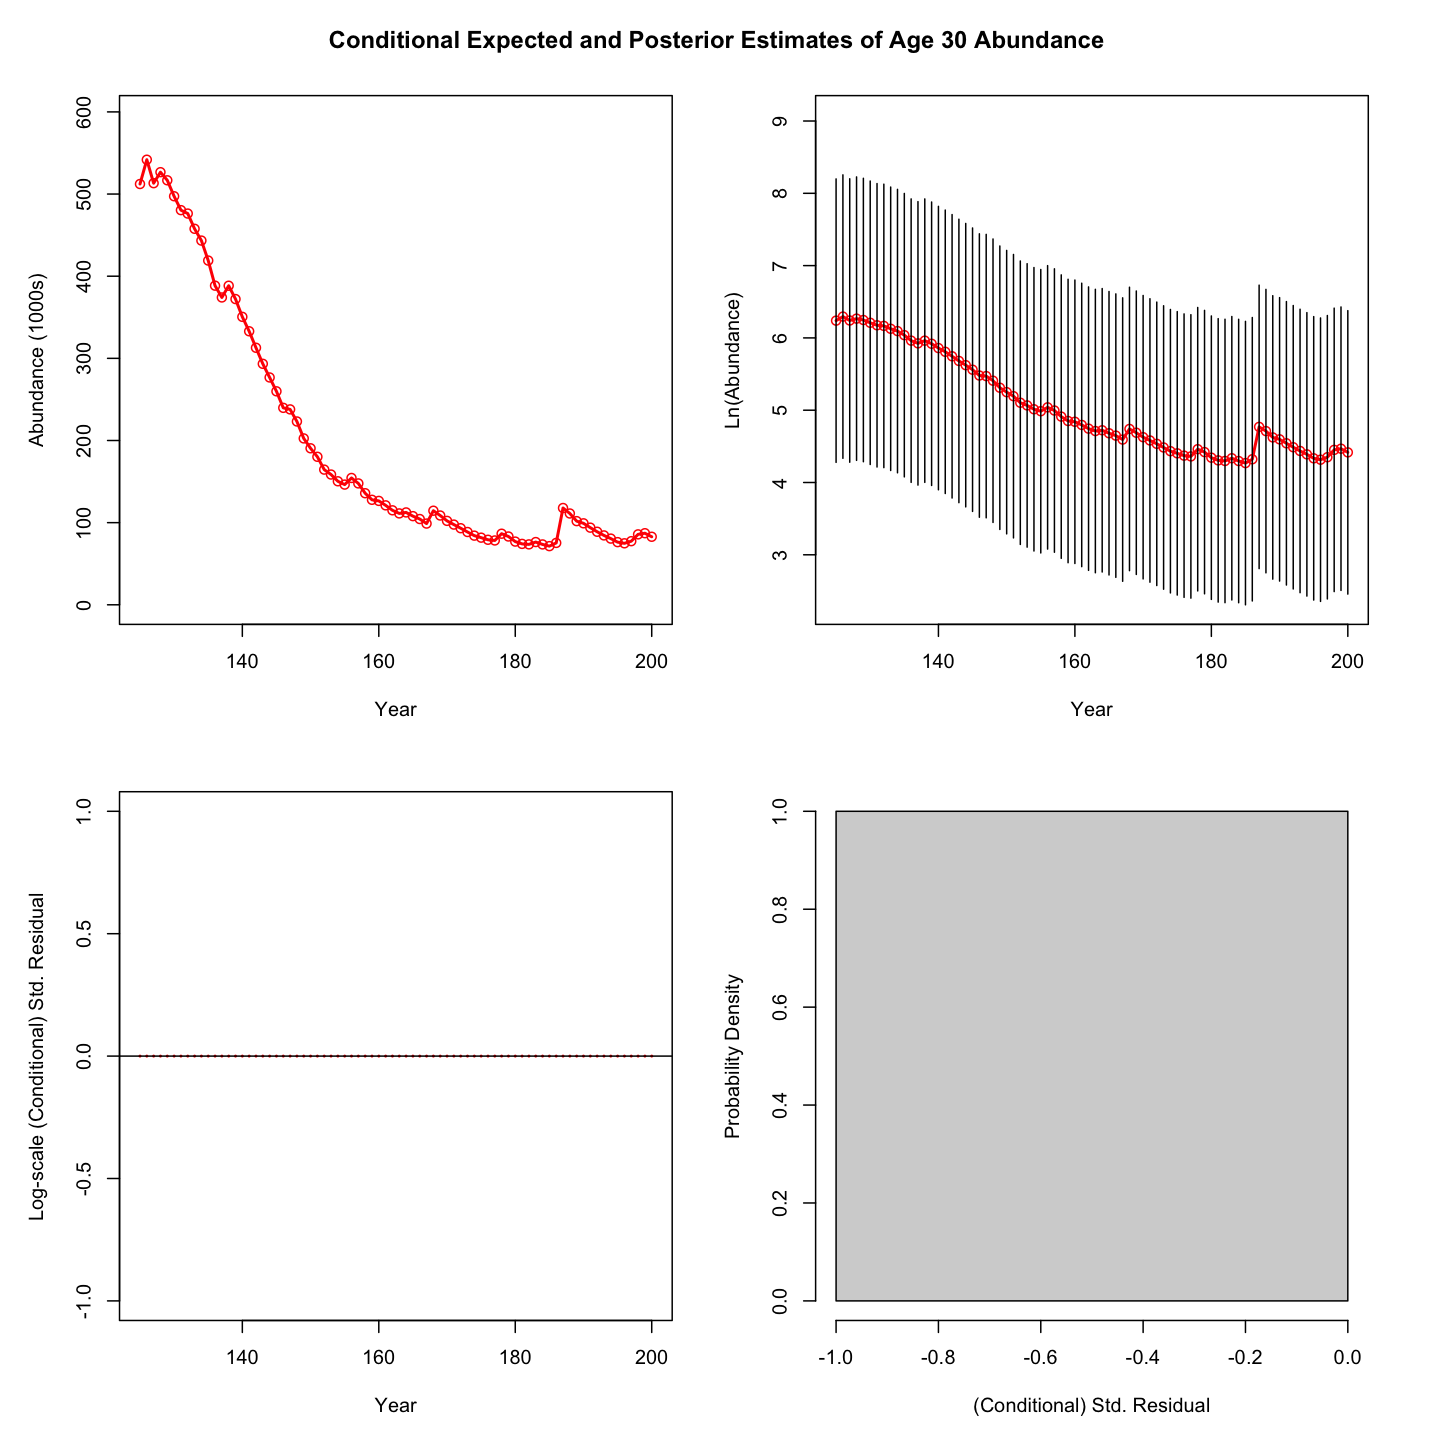 Conditional Expected and Posterior Estimates of Age 30 Abundance
Abundance (1000s)
600
500
400
300
200
100
0
140 160 180 200
Year
Ln(Abundance)
9
8
7
6
5
4
3
140 160 180 200
Year
Log-scale (Conditional) Std. Residual
1.0
0.5
0.0
-0.5
-1.0
140 160 180 200
Year
Probability Density
1.0
0.8
0.6
0.4
0.2
0.0
-1.0 -0.8 -0.6 -0.4 -0.2 0.0
(Conditional) Std. Residual